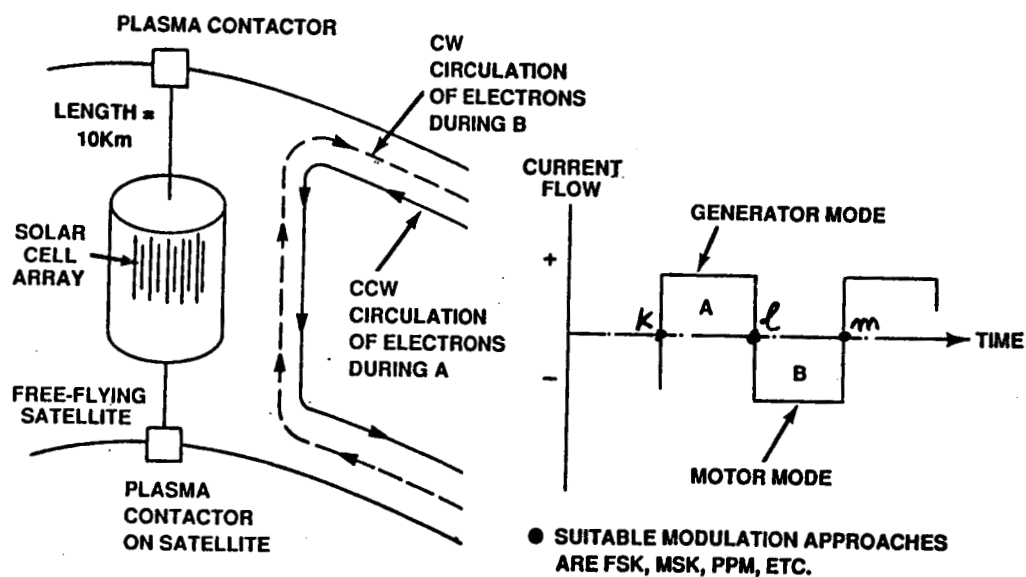 PLASMA CONTACTOR
LENGTH ≈
10Km
SOLAR
CELL
ARRAY
FREE-FLYING
SATELLITE
PLASMA
CONTACTOR
ON SATELLITE
CW
CIRCULATION
OF ELECTRONS
DURING B
CCW
CIRCULATION
OF ELECTRONS
DURING A
CURRENT
FLOW
GENERATOR MODE
+
A
k
l
m
TIME
–
B
MOTOR MODE
● SUITABLE MODULATION APPROACHES
ARE FSK, MSK, PPM, ETC.